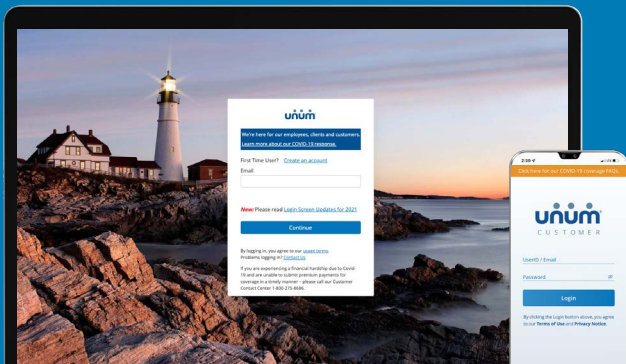 unum
We're here for our employees, clients and customers.
Learn more about our COVID-19 response.
First Time User? Create an account
Email
New: Please read Login Screen Updates for 2021
Continue
By logging in, you agree to our usage terms.
Problems logging in? Contact Us
If you are experiencing a financial hardship due to Covid-
19 and are unable to submit premium payments for
coverage in a timely manner – please call our Customer
Contact Center 1-800-275-8686.
2:39
Click here for our COVID-19 coverage FAQs.
unum
CUSTOMER
UserID / Email
Password
Login
By clicking the Login button above, you agree
to our Terms of Use and Privacy Notice.